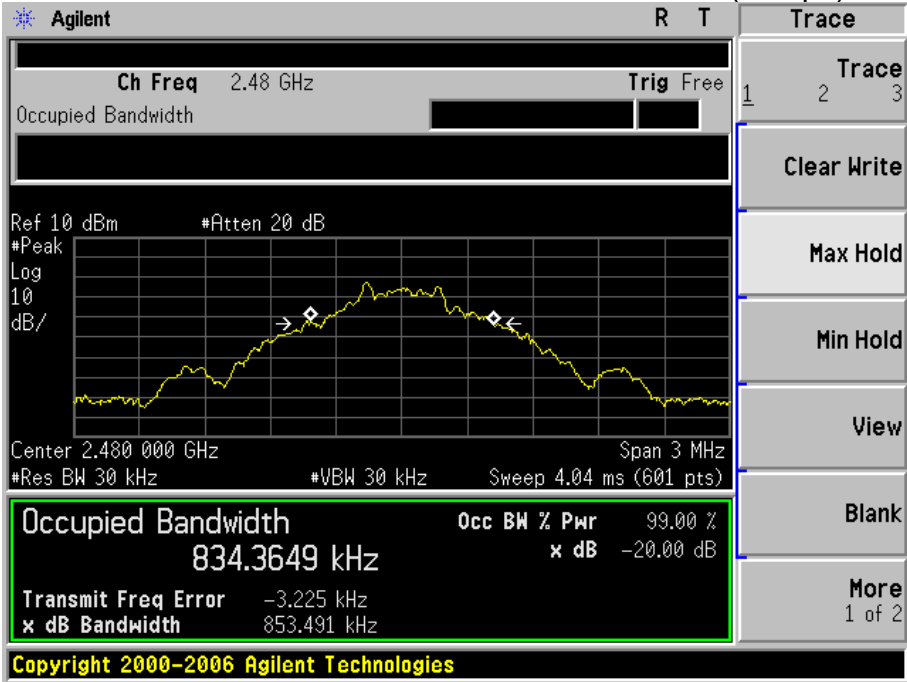 Agilent R T
Ch Freq 2.48 GHz Trig Free
Occupied Bandwidth
Ref 10 dBm #Atten 20 dB
#Peak
Log
10
dB/
Center 2.480 000 GHz Span 3 MHz
#Res BW 30 kHz #VBW 30 kHz Sweep 4.04 ms (601 pts)
Occupied Bandwidth Occ BW % Pwr 99.00 %
834.3649 kHz x dB -20.00 dB
Transmit Freq Error -3.225 kHz
x dB Bandwidth 853.491 kHz
Copyright 2000-2006 Agilent Technologies
Trace
Trace
1 2 3
Clear Write
Max Hold
Min Hold
View
Blank
More
1 of 2